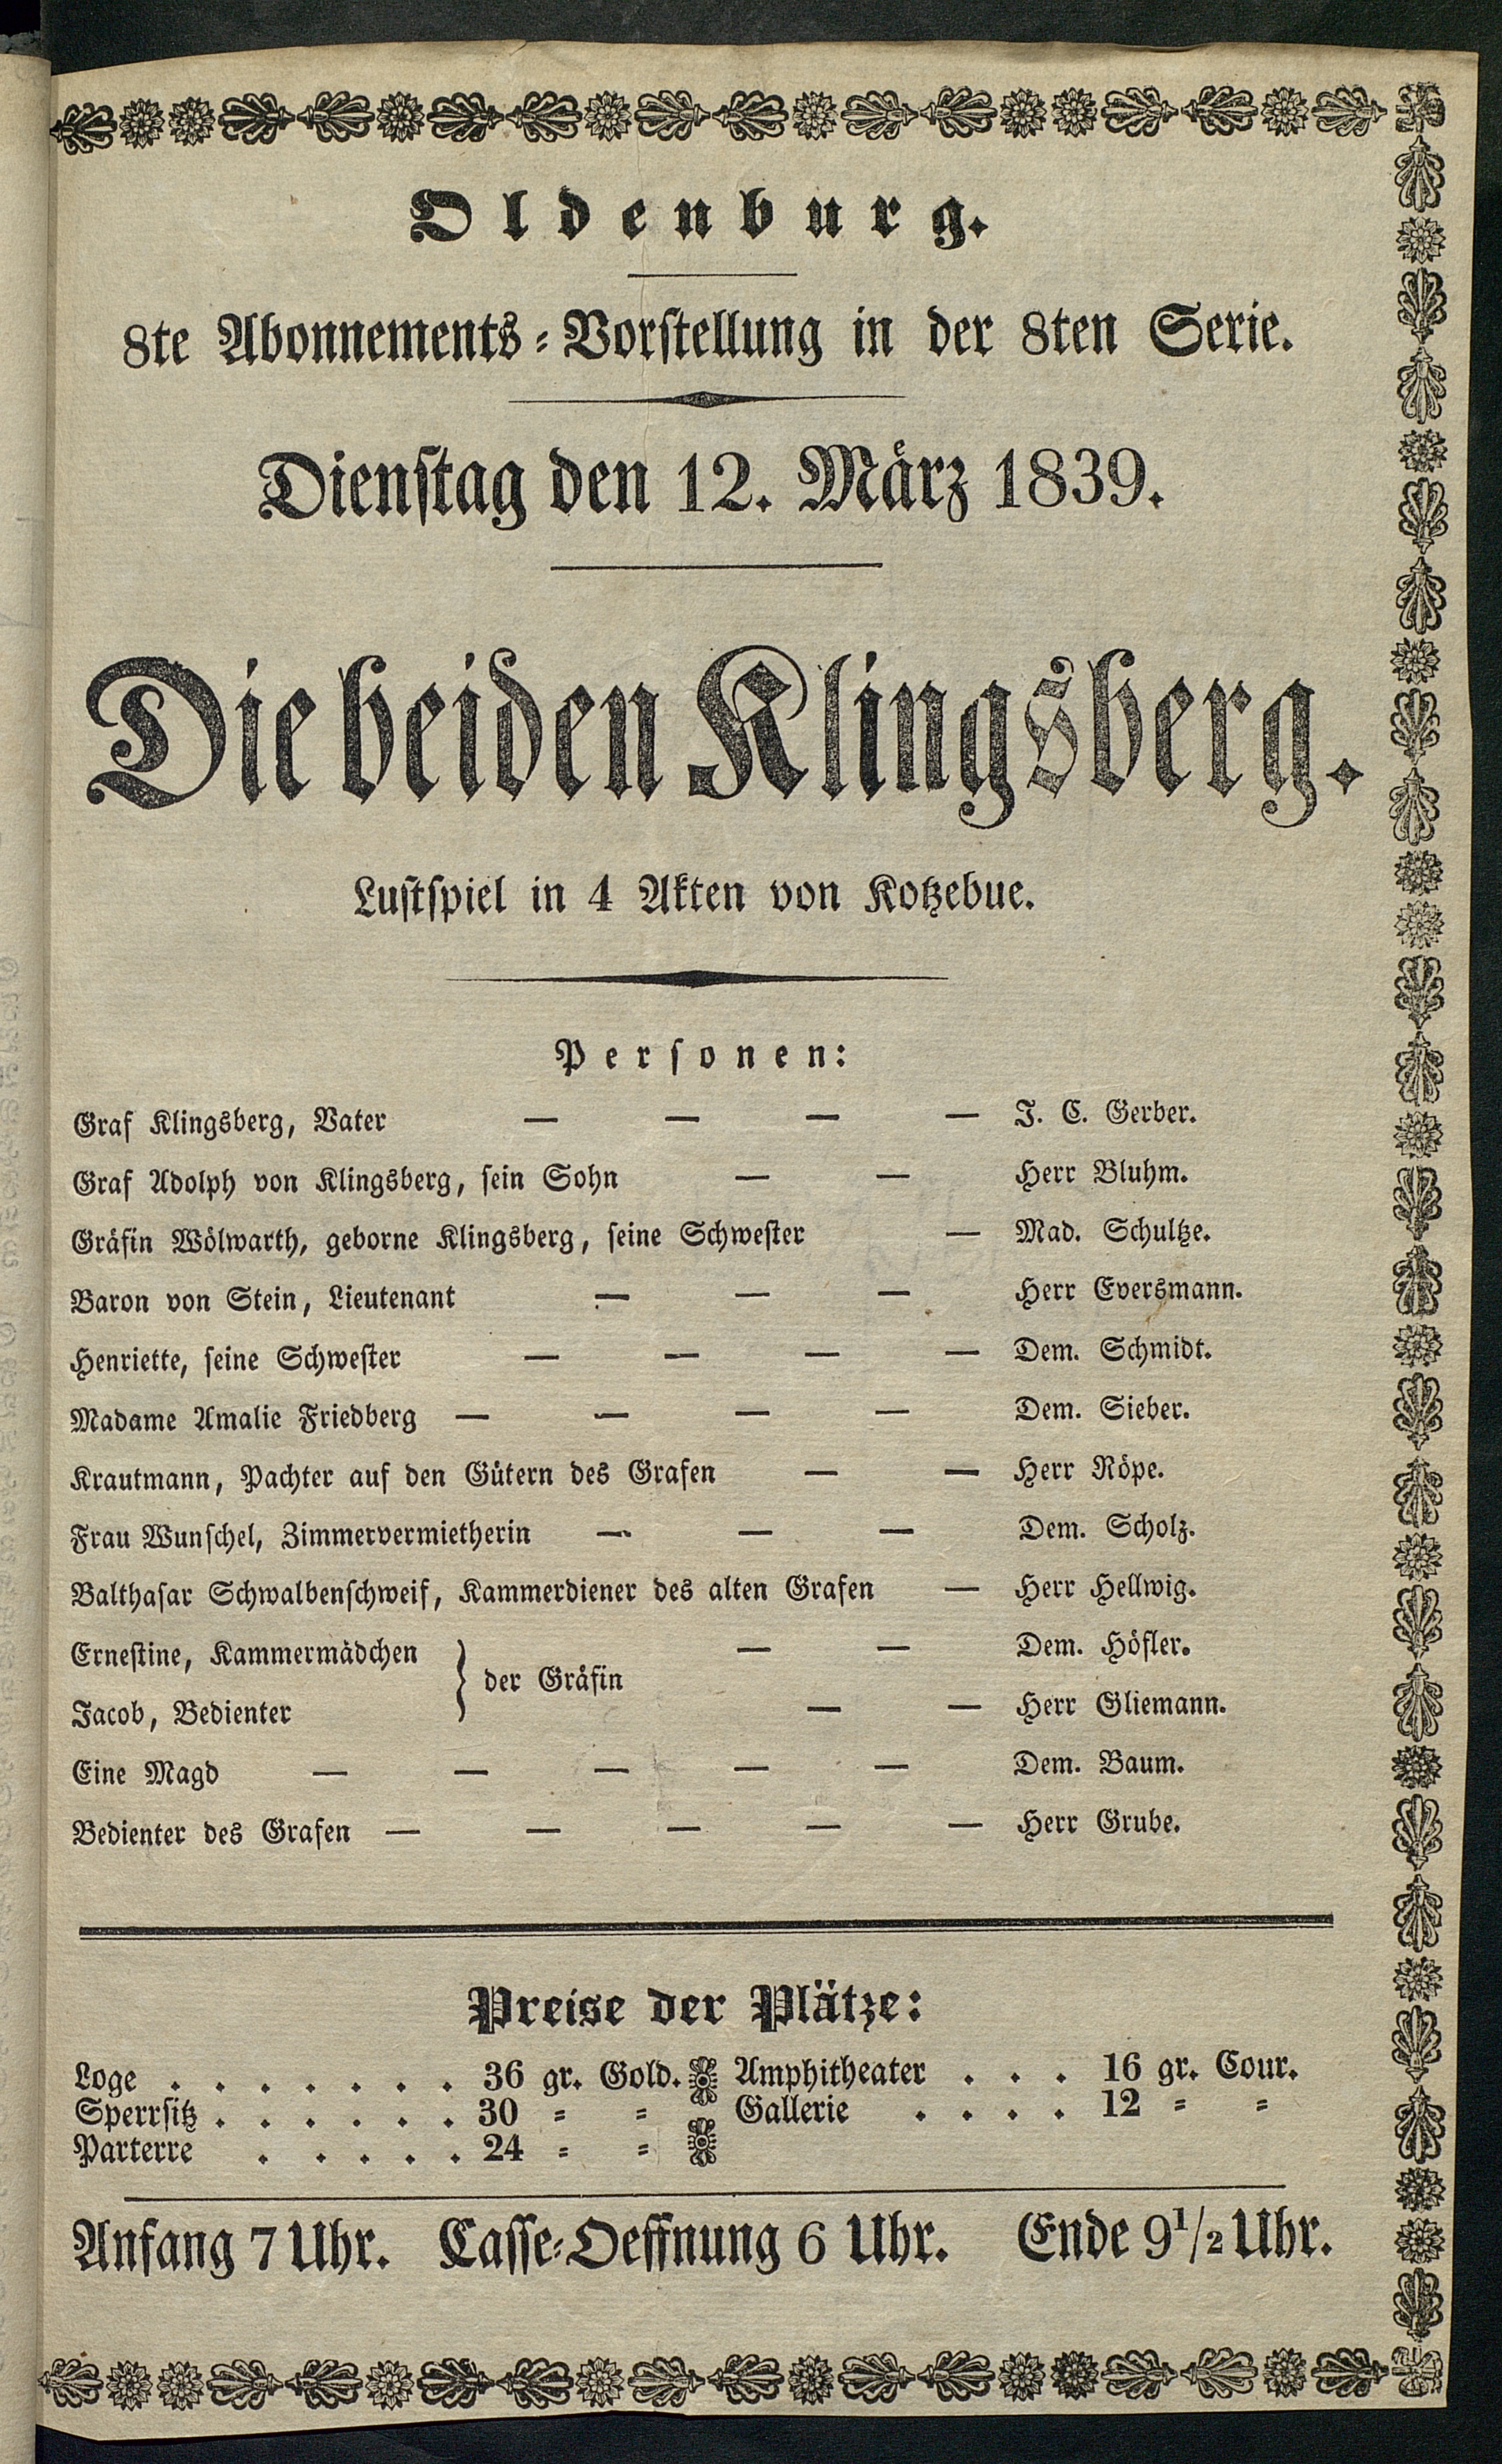 Oldenburg.
8te Abonnements-Vorstellung in der 8ten Serie.
Dienstag den 12. März 1839.
Die beiden Klingsberg.
Lustspiel in 4 Akten von Kotzebue.
Personen:
Graf Klingsberg, Vater — — — — J. C. Gerber.
Graf Adolph von Klingsberg, sein Sohn — — Herr Bluhm.
Gräfin Wölwarth, geborne Klingsberg, seine Schwester — Mad. Schultze.
Baron von Stein, Lieutenant — — — Herr Eversmann.
Henriette, seine Schwester — — — — Dem. Schmidt.
Madame Amalie Friedberg — — — — Dem. Sieber.
Krautmann, Pachter auf den Gütern des Grafen — — Herr Röpe.
Frau Wunschel, Zimmervermietherin — — — Dem. Scholz.
Balthasar Schwalbenschweif, Kammerdiener des alten Grafen — Herr Hellwig.
Ernestine, Kammermädchen } der Gräfin — — Dem. Höfler.
Jacob, Bedienter — — Herr Gliemann.
Eine Magd — — — — — Dem. Baum.
Bedienter des Grafen — — — — — Herr Grube.
Preise der Plätze:
Loge . . . . . . . 36 gr. Gold. Amphitheater . . . 16 gr. Cour.
Sperrsitz . . . . . . 30 = = Gallerie . . . . 12 = =
Parterre . . . . . 24 = =
Anfang 7 Uhr. Casse-Oeffnung 6 Uhr. Ende 9 1/2 Uhr.